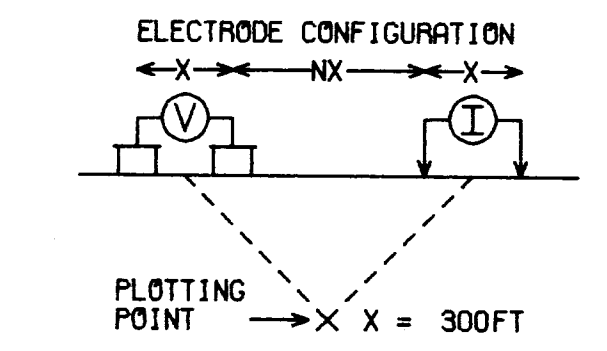 ELECTRODE CONFIGURATION
X NX X
V I
PLOTTING
POINT X = 300FT